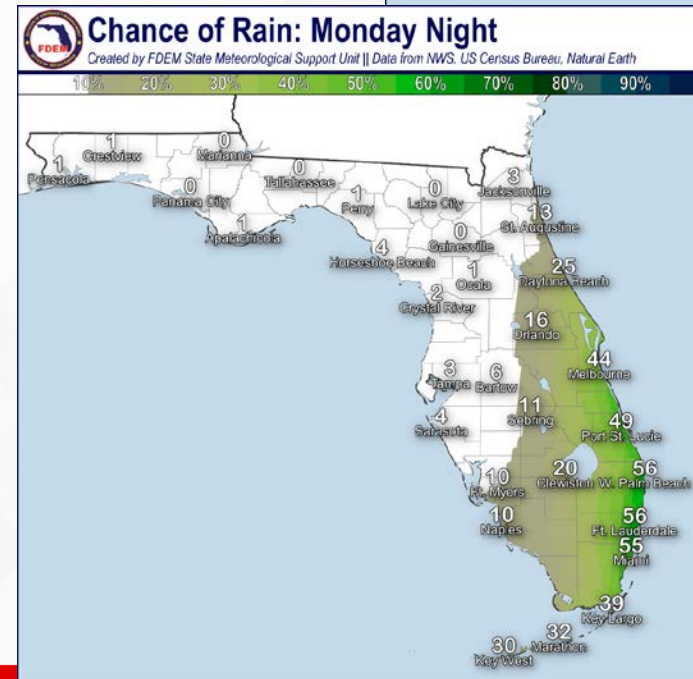 Chance of Rain: Monday Night
Created by FDEM State Meteorological Support Unit || Data from NWS, US Census Bureau, Natural Earth
FDEM
10% 20% 30% 40% 50% 60% 70% 80% 90%
1
Pensacola
1
Crestview
0
Marianna
0
Panama City
1
Apalachicola
0
Tallahassee
1
Perry
0
Lake City
3
Jacksonville
13
St. Augustine
0
Gainesville
4
Horseshoe Beach
1
Ocala
25
Daytona Beach
2
Crystal River
16
Orlando
44
Melbourne
3
Tampa
6
Bartow
11
Sebring
4
Sarasota
49
Port St. Lucie
10
Ft. Myers
20
Clewiston
56
W. Palm Beach
10
Naples
56
Ft. Lauderdale
55
Miami
39
Key Largo
32
Marathon
30
Key West